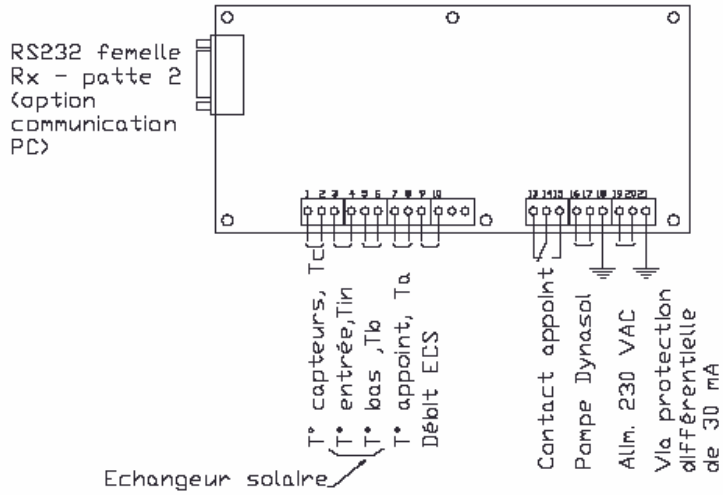 RS232 femelle
Rx - patte 2
(option
communication
PC)
1 2 3 4 5 6 7 8 9 10
13 14 15 16 17 18 19 20 21
T° capteurs, Tc
T° entrée,Tin
T° bas ,Tb
T° appoint, Ta
Débit ECS
Contact appoint
Pompe Dynasol
Alim. 230 VAC
Via protection
différentielle
de 30 mA
Echangeur solaire